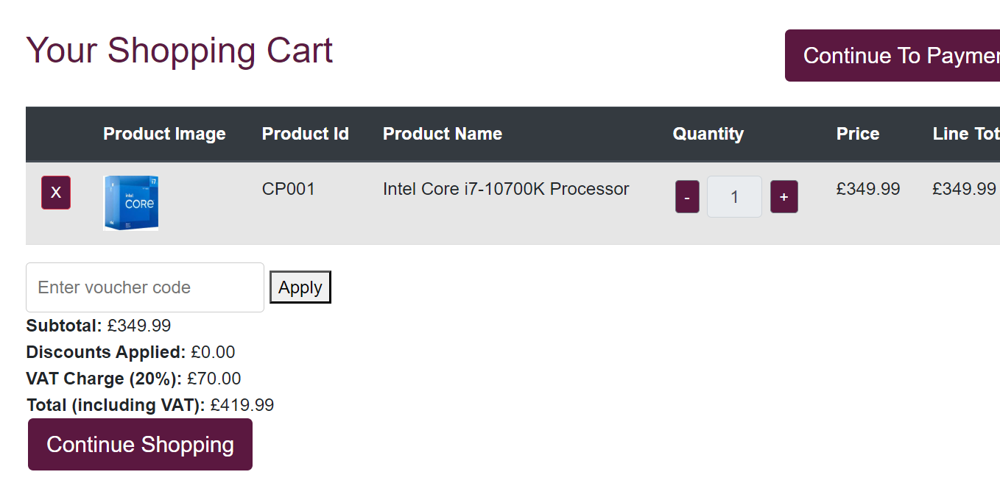 Your Shopping Cart
Continue To Paymen
Product Image Product Id Product Name Quantity Price Line Tot
X intel CORE i7 CP001 Intel Core i7-10700K Processor - 1 + £349.99 £349.99
Enter voucher code Apply
Subtotal: £349.99
Discounts Applied: £0.00
VAT Charge (20%): £70.00
Total (including VAT): £419.99
Continue Shopping